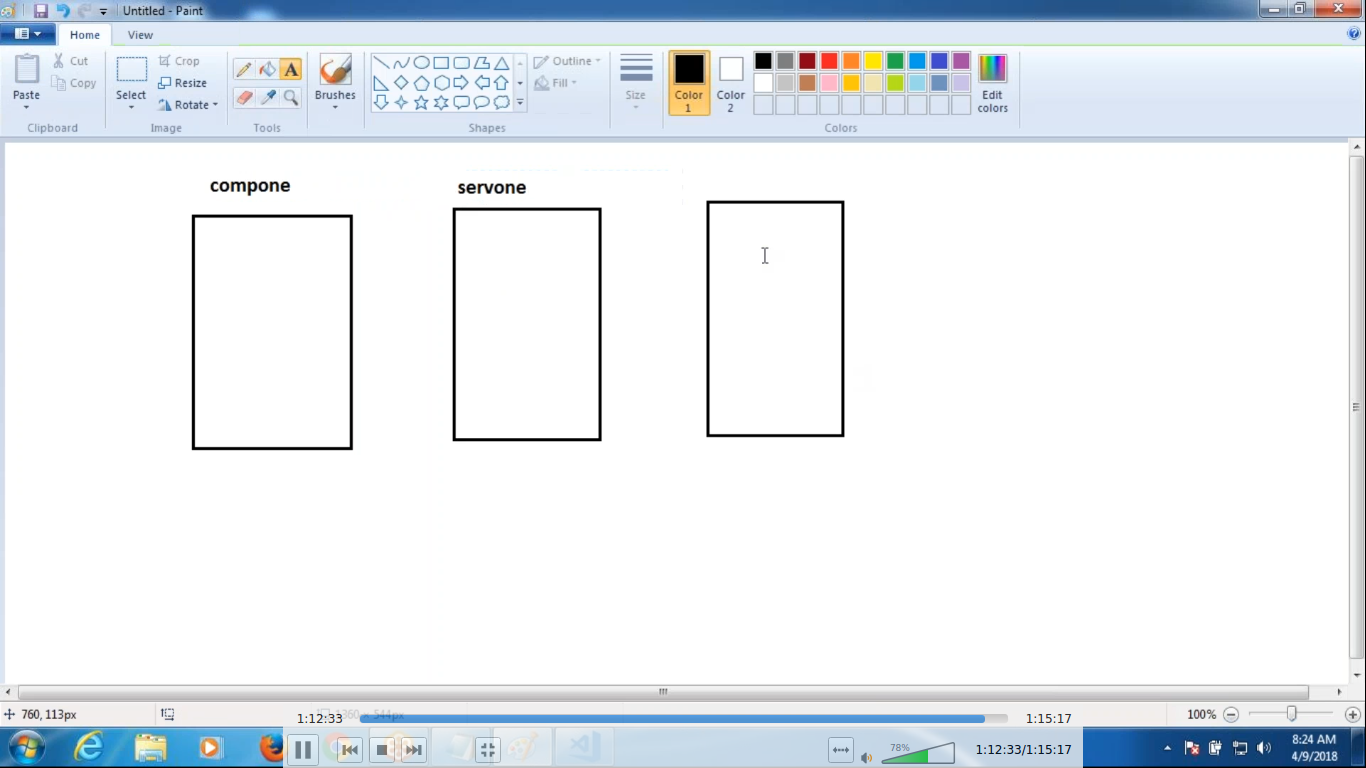 Untitled - Paint
Home
View
Paste
Cut
Copy
Clipboard
Select
Crop
Resize
Rotate
Image
A
Tools
Brushes
Shapes
Outline
Fill
Size
Color 1
Color 2
Edit colors
Colors
compone
servone
760, 113px
1360 × 544px
100%
1:12:33
1:15:17
78%
1:12:33/1:15:17
8:24 AM
4/9/2018